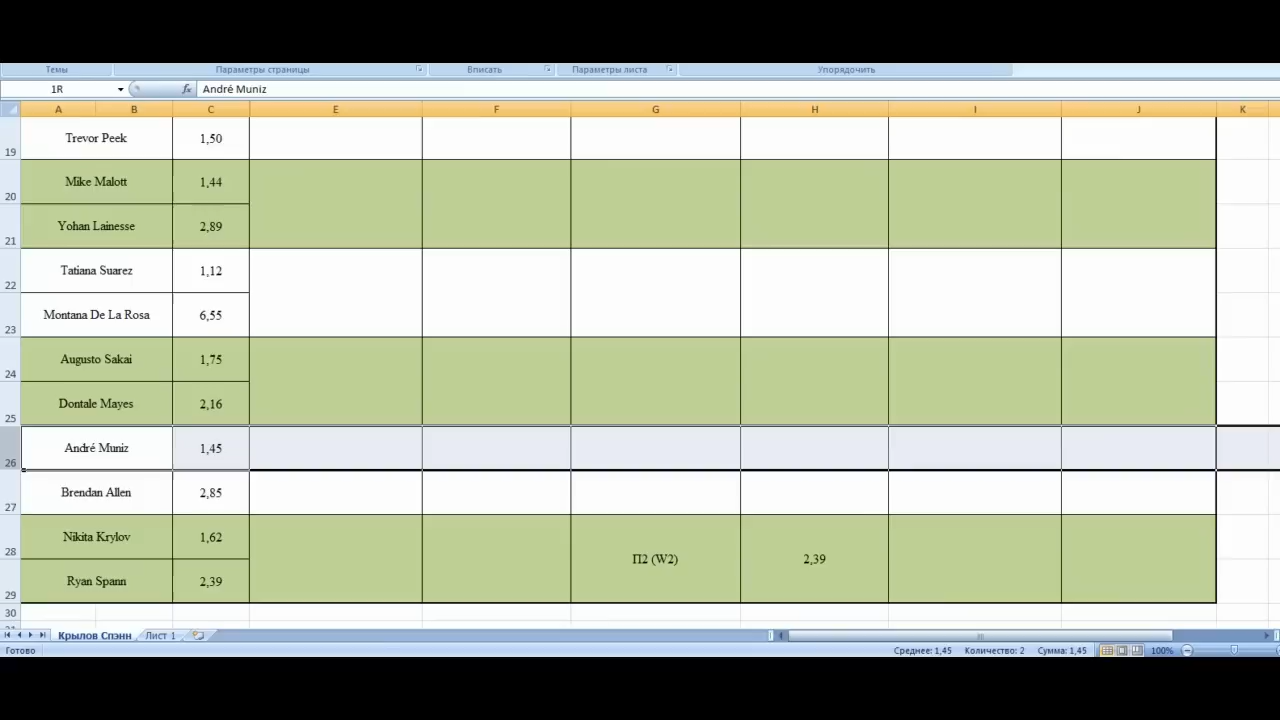 Темы Параметры страницы Вписать Параметры листа Упорядочить
1R fx André Muniz
A B C E F G H I J K
19 Trevor Peek 1,50
20 Mike Malott 1,44
21 Yohan Lainesse 2,89
22 Tatiana Suarez 1,12
23 Montana De La Rosa 6,55
24 Augusto Sakai 1,75
25 Dontale Mayes 2,16
26 André Muniz 1,45
27 Brendan Allen 2,85
28 Nikita Krylov 1,62
П2 (W2) 2,39
29 Ryan Spann 2,39
30
Крылов Спэнн Лист 1
Готово Среднее: 1,45 Количество: 2 Сумма: 1,45 100%